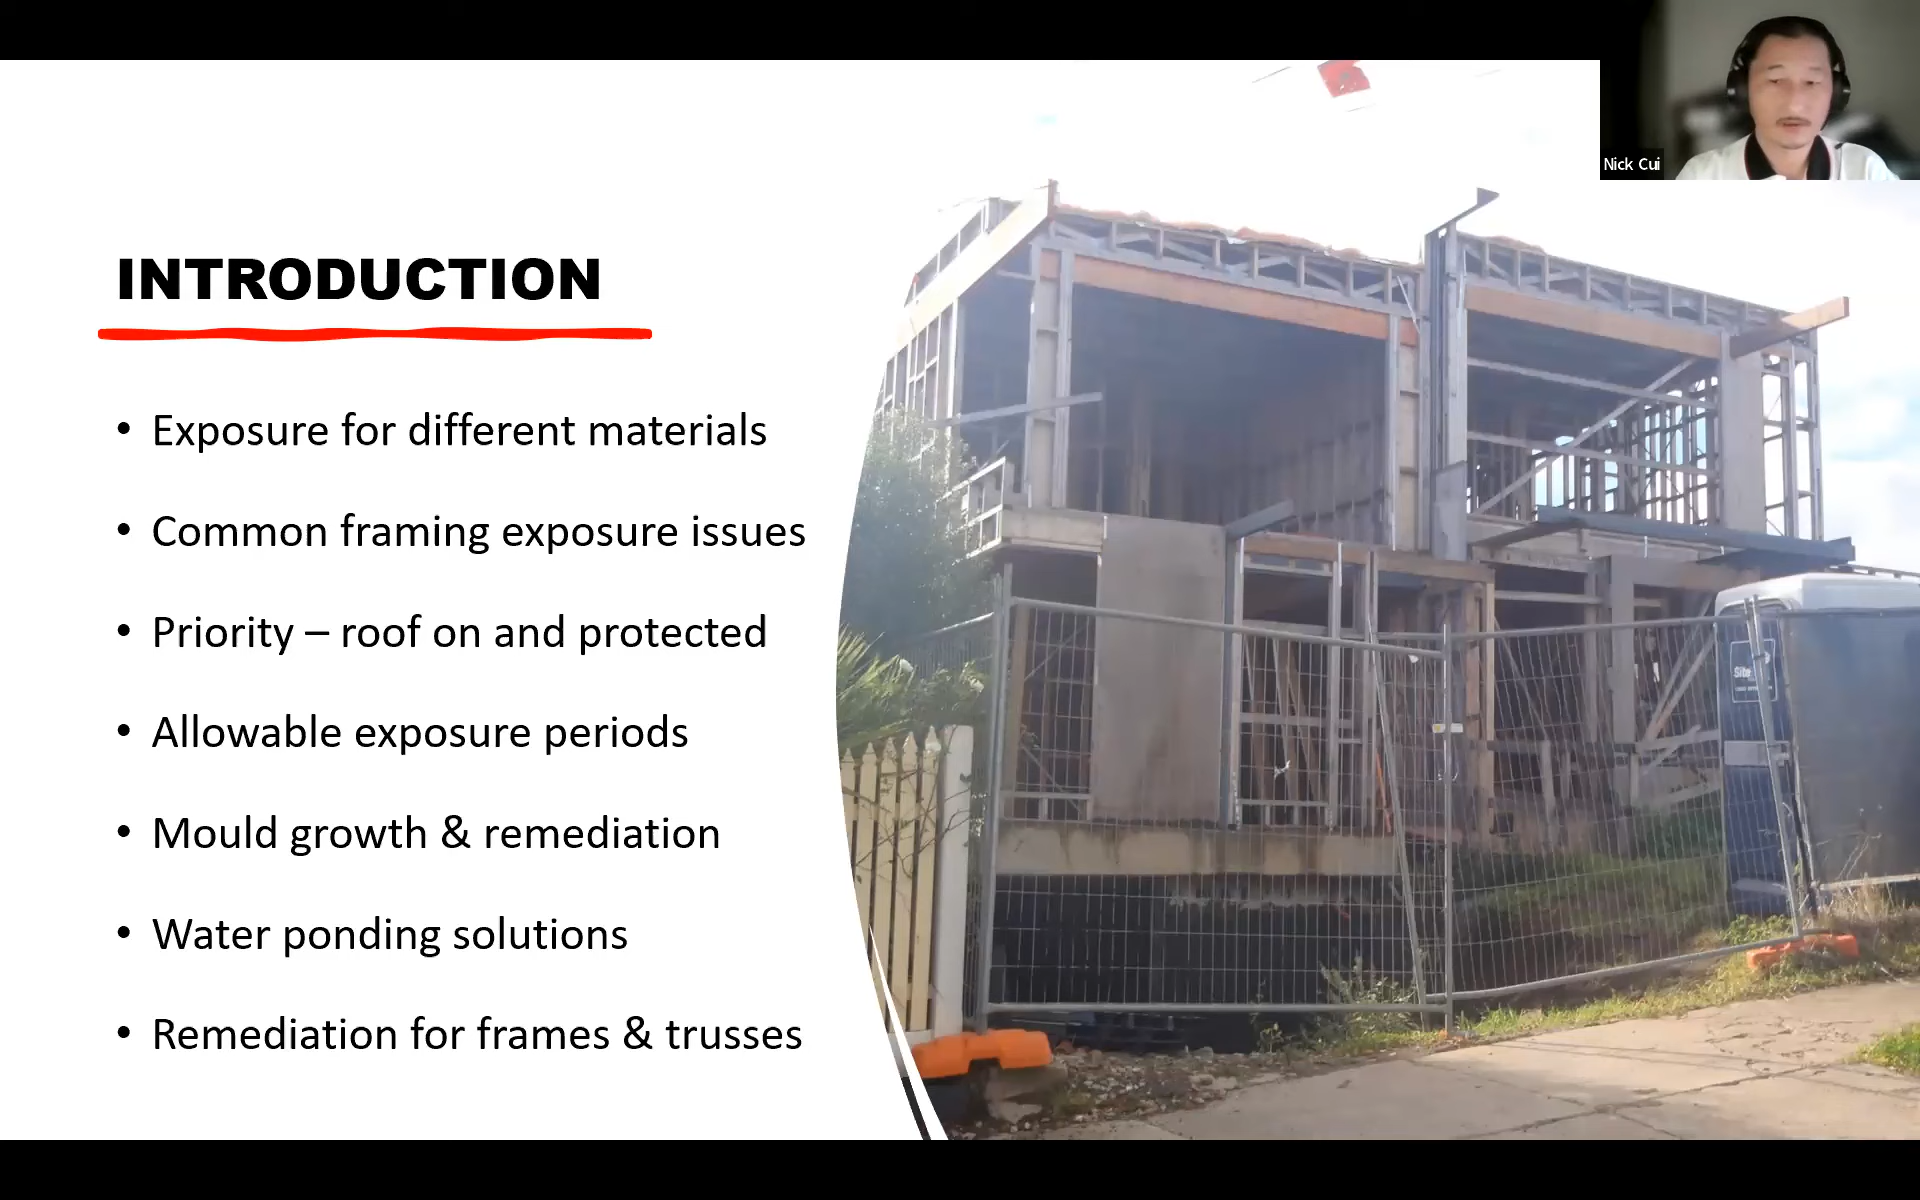 Nick Cui
INTRODUCTION
• Exposure for different materials
• Common framing exposure issues
• Priority – roof on and protected
• Allowable exposure periods
• Mould growth & remediation
• Water ponding solutions
• Remediation for frames & trusses
Site